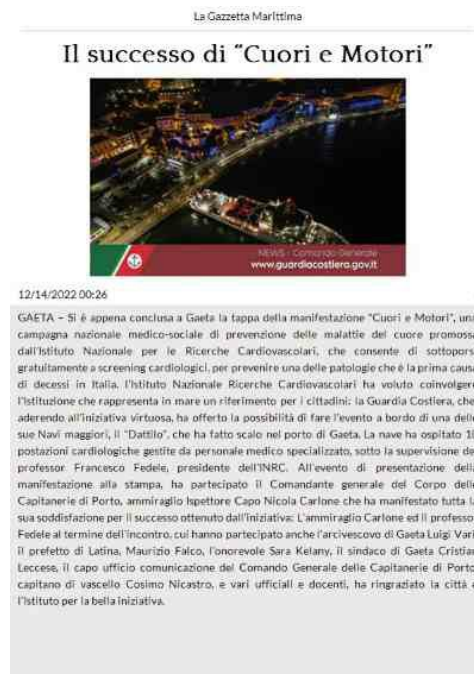 La Gazzetta Marittima
Il successo di “Cuori e Motori”
NEWS - Comando Generale
www.guardiacostiera.gov.it
12/14/2022 00:26
GAETA – Si è appena conclusa a Gaeta la tappa della manifestazione “Cuori e Motori”, una
campagna nazionale medico-sociale di prevenzione delle malattie del cuore promossa
dall’Istituto Nazionale per le Ricerche Cardiovascolari, che consente di sottopors
gratuitamente a screening cardiologici, per prevenire una delle patologie che è la prima causa
di decessi in Italia. l’Istituto Nazionale Ricerche Cardiovascolari ha voluto coinvolgere
l’Istituzione che rappresenta in mare un riferimento per i cittadini: la Guardia Costiera, che,
aderendo all’iniziativa virtuosa, ha offerto la possibilità di fare l’evento a bordo di una delle
sue Navi maggiori, il “Dattilo”, che ha fatto scalo nel porto di Gaeta. La nave ha ospitato
postazioni cardiologiche gestite da personale medico specializzato, sotto la supervisione del
professor Francesco Fedele, presidente dell’INRC. All’evento di presentazione della
manifestazione alla stampa, ha partecipato il Comandante generale del Corpo delle
Capitanerie di Porto, ammiraglio Ispettore Capo Nicola Carlone che ha manifestato tutta la
sua soddisfazione per il successo ottenuto dall’iniziativa: L’ammiraglio Carlone ed il professor
Fedele al termine dell’incontro, cui hanno partecipato anche l’arcivescovo di Gaeta Luigi Vari,
il prefetto di Latina, Maurizio Falco, l’onorevole Sara Kelany, il sindaco di Gaeta Cristian
Leccese, il capo ufficio comunicazione del Comando Generale delle Capitanerie di Porto,
capitano di vascello Cosimo Nicastro, e vari ufficiali e docenti, ha ringraziato la città e
l’Istituto per la bella iniziativa.